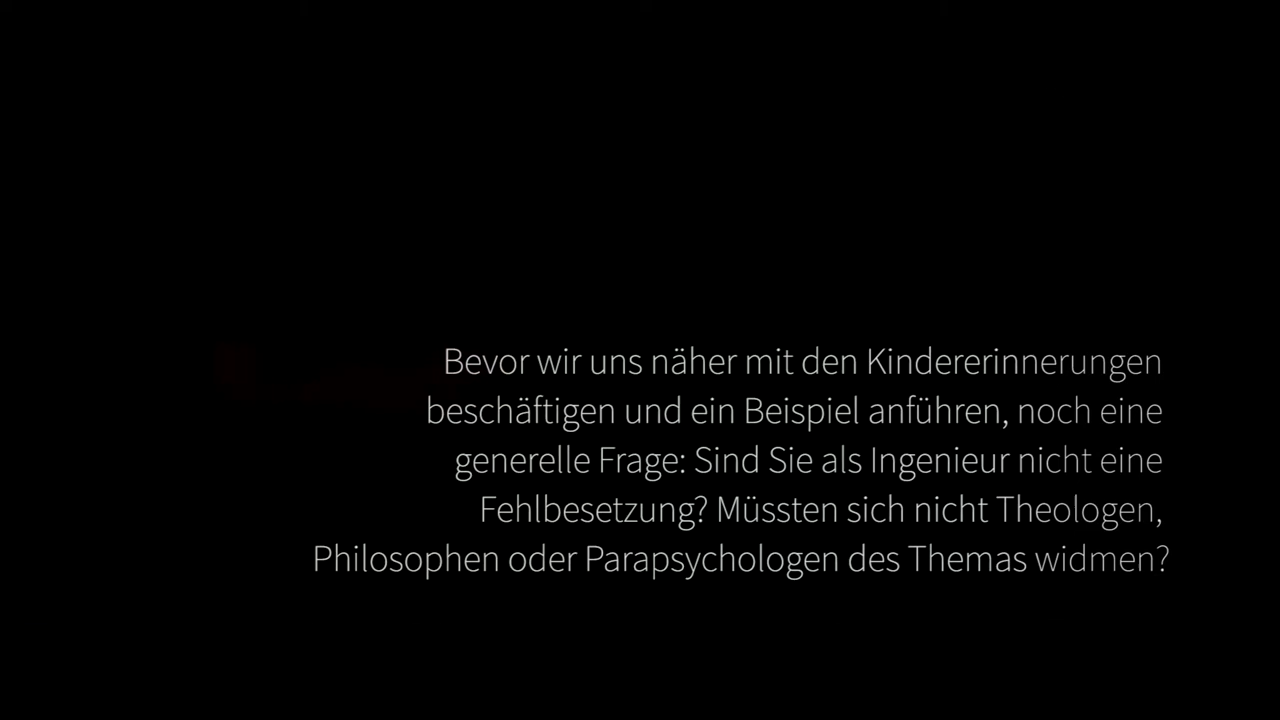 Bevor wir uns näher mit den Kindererinnerungen
beschäftigen und ein Beispiel anführen, noch eine
generelle Frage: Sind Sie als Ingenieur nicht eine
Fehlbesetzung? Müssten sich nicht Theologen,
Philosophen oder Parapsychologen des Themas widmen?